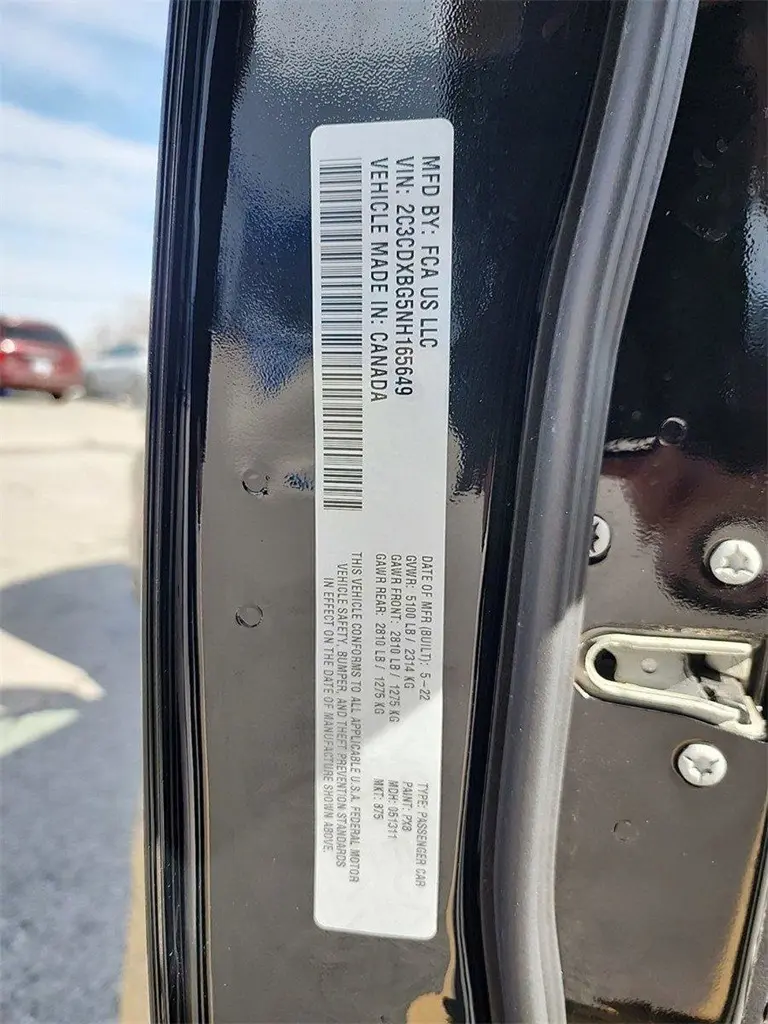 MFD BY: FCA US LLC
VIN: 2C3CDXBG5NH165649
VEHICLE MADE IN: CANADA
DATE OF MFR (BUILT): 5-22
GVWR: 5100 LB / 2314 KG
GAWR FRONT: 2810 LB / 1275 KG
GAWR REAR: 2810 LB / 1275 KG
THIS VEHICLE CONFORMS TO ALL APPLICABLE U.S.A. FEDERAL MOTOR
VEHICLE SAFETY, BUMPER, AND THEFT PREVENTION STANDARDS
IN EFFECT ON THE DATE OF MANUFACTURE SHOWN ABOVE.
TYPE: PASSENGER CAR
PAINT: PX8
MDH: 051311
MKT: 875